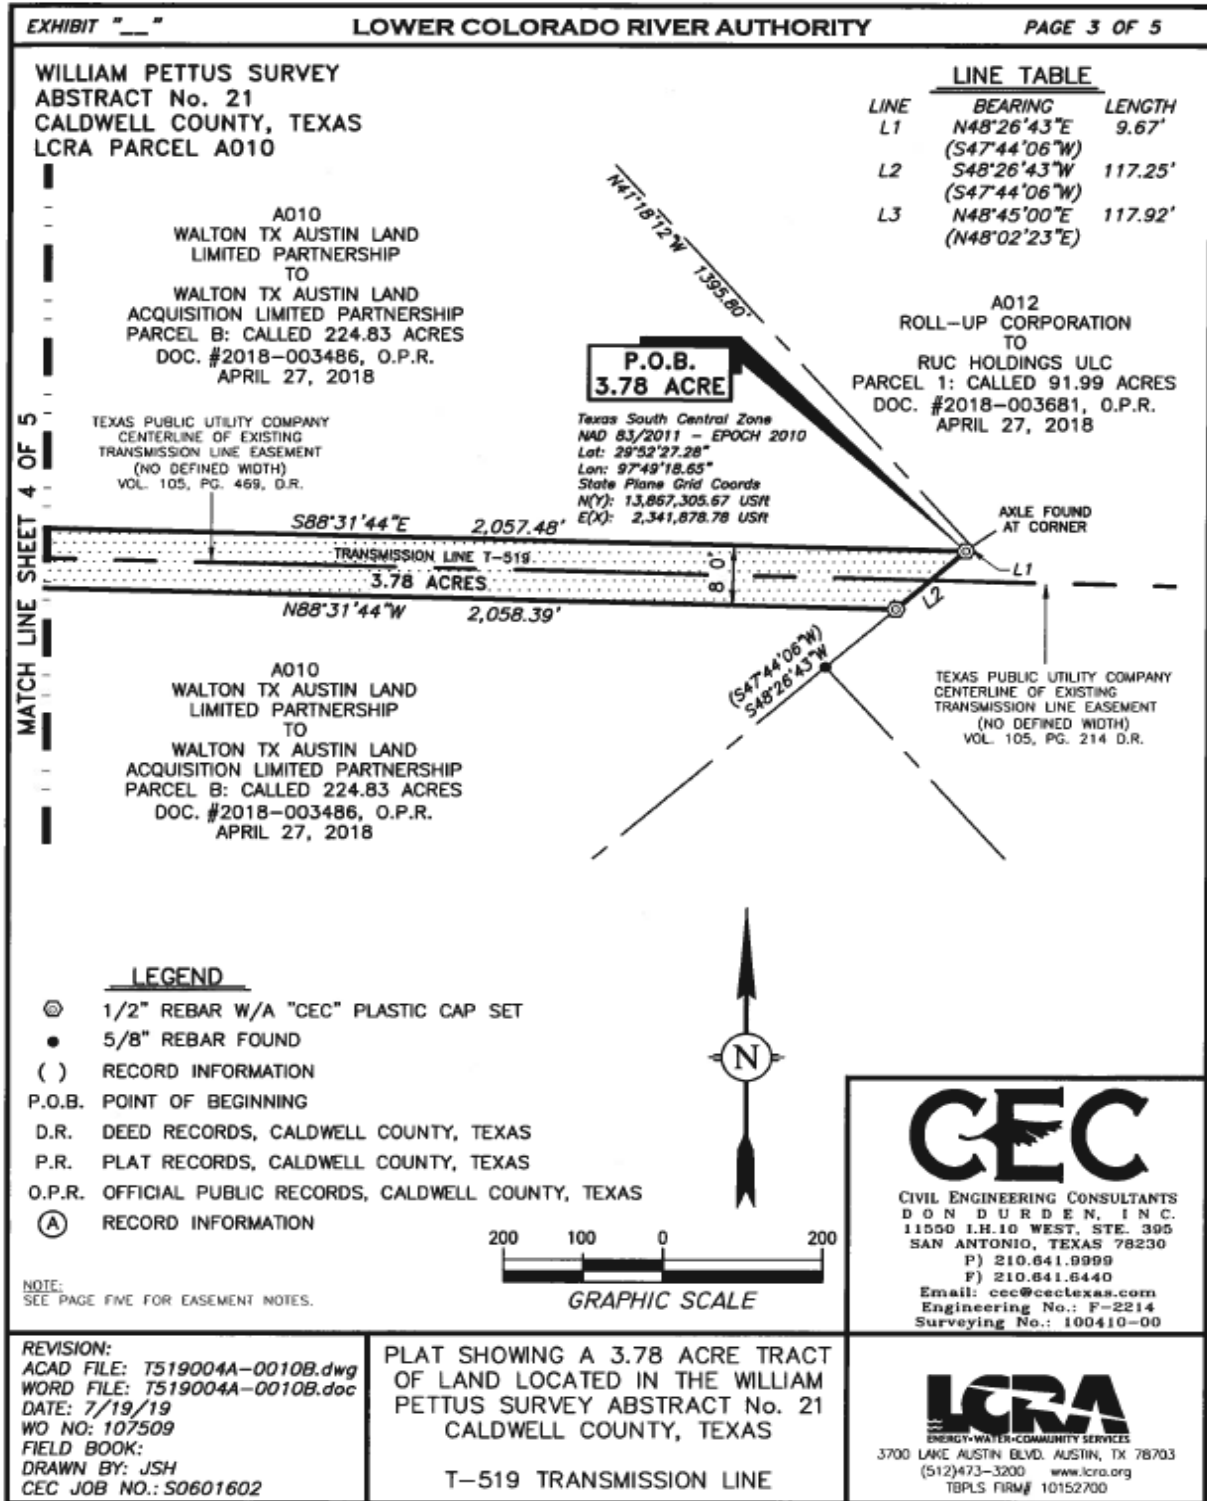 EXHIBIT "__"
LOWER COLORADO RIVER AUTHORITY
PAGE 3 OF 5
WILLIAM PETTUS SURVEY
ABSTRACT No. 21
CALDWELL COUNTY, TEXAS
LCRA PARCEL A010
LINE TABLE
LINE BEARING LENGTH
L1 N48°26'43"E 9.67'
(S47°44'06"W)
L2 S48°26'43"W 117.25'
(S47°44'06"W)
L3 N48°45'00"E 117.92'
(N48°02'23"E)
A010
WALTON TX AUSTIN LAND
LIMITED PARTNERSHIP
TO
WALTON TX AUSTIN LAND
ACQUISITION LIMITED PARTNERSHIP
PARCEL B: CALLED 224.83 ACRES
DOC. #2018-003486, O.P.R.
APRIL 27, 2018
N41°18'12"W 1395.80'
A012
ROLL-UP CORPORATION
TO
RUC HOLDINGS ULC
PARCEL 1: CALLED 91.99 ACRES
DOC. #2018-003681, O.P.R.
APRIL 27, 2018
P.O.B.
3.78 ACRE
Texas South Central Zone
NAD 83/2011 - EPOCH 2010
Lat: 29°52'27.28"
Lon: 97°49'18.65"
State Plane Grid Coords
N(Y): 13,867,305.67 USft
E(X): 2,341,878.78 USft
TEXAS PUBLIC UTILITY COMPANY
CENTERLINE OF EXISTING
TRANSMISSION LINE EASEMENT
(NO DEFINED WIDTH)
VOL. 105, PG. 469, D.R.
MATCH LINE SHEET 4 OF 5
AXLE FOUND
AT CORNER
S88°31'44"E 2,057.48'
TRANSMISSION LINE T-519
3.78 ACRES
80'
L1
L2
N88°31'44"W 2,058.39'
(S47°44'06"W)
S48°26'43"W
A010
WALTON TX AUSTIN LAND
LIMITED PARTNERSHIP
TO
WALTON TX AUSTIN LAND
ACQUISITION LIMITED PARTNERSHIP
PARCEL B: CALLED 224.83 ACRES
DOC. #2018-003486, O.P.R.
APRIL 27, 2018
TEXAS PUBLIC UTILITY COMPANY
CENTERLINE OF EXISTING
TRANSMISSION LINE EASEMENT
(NO DEFINED WIDTH)
VOL. 105, PG. 214 D.R.
LEGEND
1/2" REBAR W/A "CEC" PLASTIC CAP SET
5/8" REBAR FOUND
( ) RECORD INFORMATION
P.O.B. POINT OF BEGINNING
D.R. DEED RECORDS, CALDWELL COUNTY, TEXAS
P.R. PLAT RECORDS, CALDWELL COUNTY, TEXAS
O.P.R. OFFICIAL PUBLIC RECORDS, CALDWELL COUNTY, TEXAS
A RECORD INFORMATION
NOTE:
SEE PAGE FIVE FOR EASEMENT NOTES.
N
200 100 0 200
GRAPHIC SCALE
CEC
CIVIL ENGINEERING CONSULTANTS
DON DURDEN, INC.
11550 I.H.10 WEST, STE. 395
SAN ANTONIO, TEXAS 78230
P) 210.641.9999
F) 210.641.6440
Email: cec@cectexas.com
Engineering No.: F-2214
Surveying No.: 100410-00
REVISION:
ACAD FILE: T519004A-0010B.dwg
WORD FILE: T519004A-0010B.doc
DATE: 7/19/19
WO NO: 107509
FIELD BOOK:
DRAWN BY: JSH
CEC JOB NO.: S0601602
PLAT SHOWING A 3.78 ACRE TRACT
OF LAND LOCATED IN THE WILLIAM
PETTUS SURVEY ABSTRACT No. 21
CALDWELL COUNTY, TEXAS
T-519 TRANSMISSION LINE
LCRA
ENERGY•WATER•COMMUNITY SERVICES
3700 LAKE AUSTIN BLVD. AUSTIN, TX 78703
(512)473-3200 www.lcra.org
TBPLS FIRM# 10152700